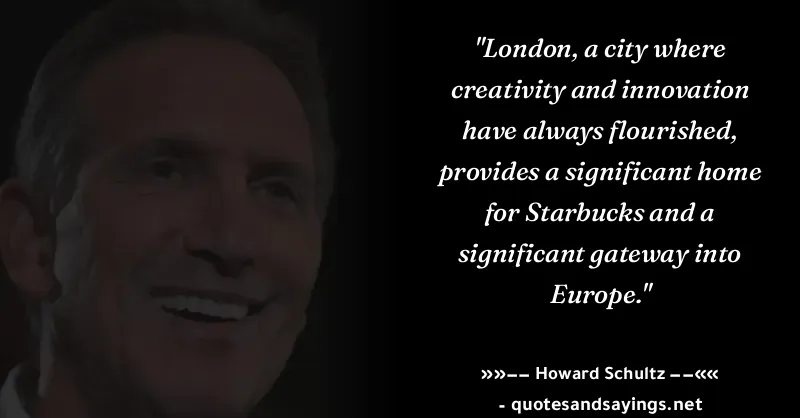 "London, a city where
creativity and innovation
have always flourished,
provides a significant home
for Starbucks and a
significant gateway into
Europe."
»»–– Howard Schultz ––««
- quotesandsayings.net